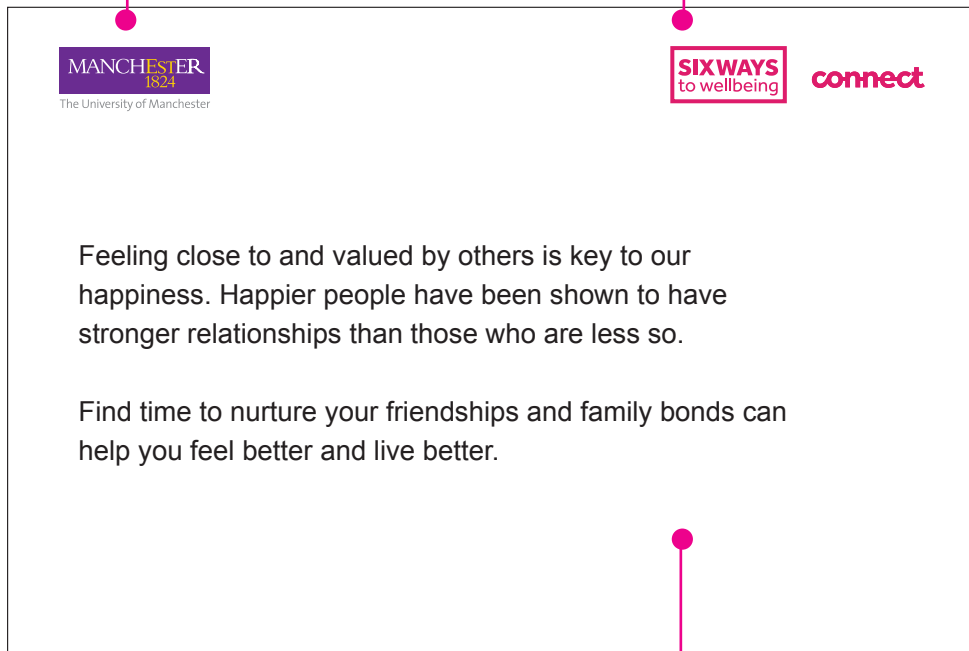 MANCHESTER
1824
The University of Manchester
SIX WAYS
to wellbeing
connect
Feeling close to and valued by others is key to our
happiness. Happier people have been shown to have
stronger relationships than those who are less so.
Find time to nurture your friendships and family bonds can
help you feel better and live better.